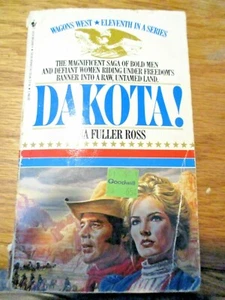 WAGONS WEST ★ ELEVENTH IN A SERIES
THE MAGNIFICENT SAGA OF BOLD MEN
AND DEFIANT WOMEN RIDING UNDER FREEDOM'S
BANNER INTO A RAW, UNTAMED LAND.
DAKOTA!
A FULLER ROSS
Goodwill